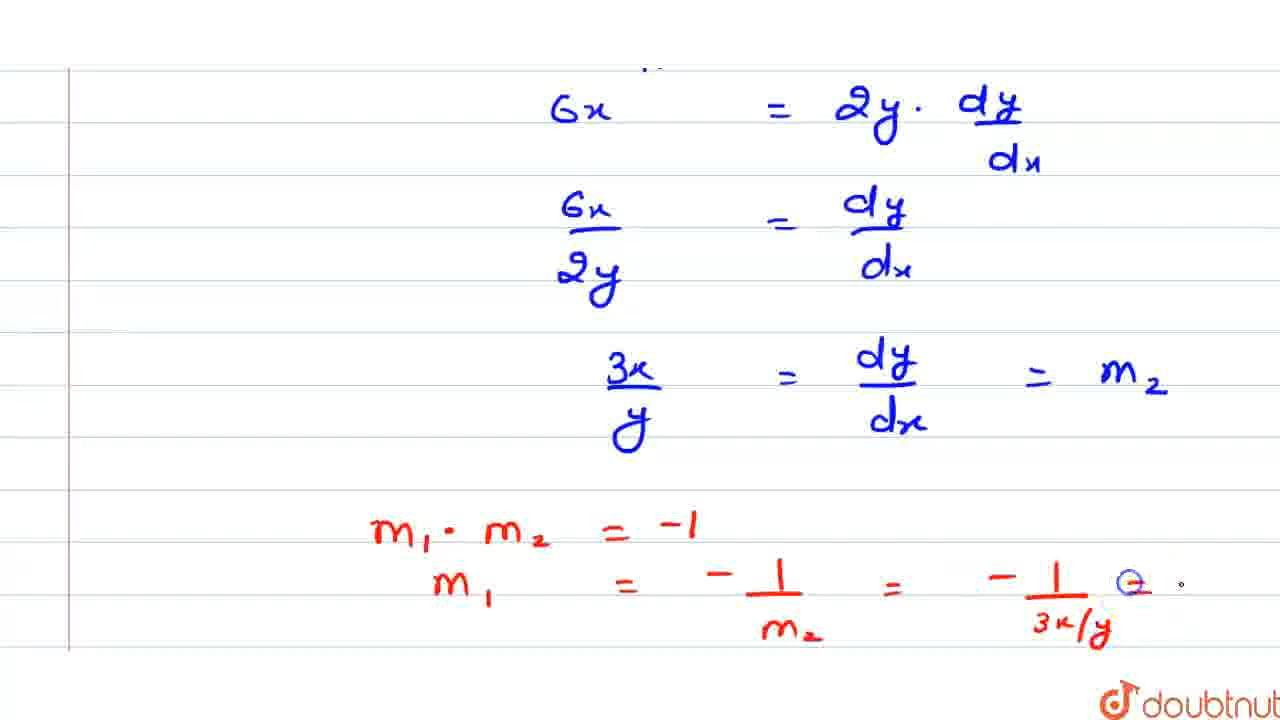 6x = 2y · dy/dx
6x/2y = dy/dx
3x/y = dy/dx = m₂
m₁ · m₂ = -1
m₁ = - 1/m₂ = - 1/(3x/y) =
doubtnut